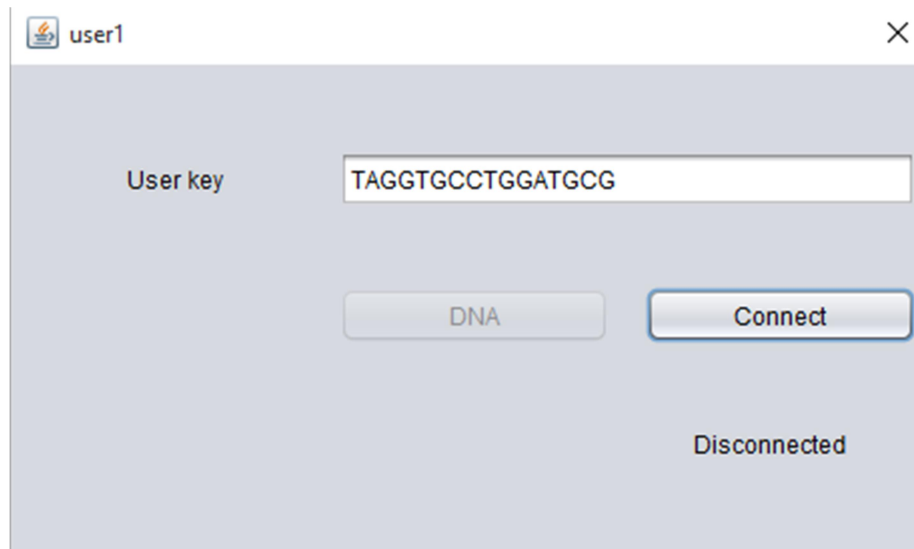 user1
User key
TAGGTGCCTGGATGCG
DNA
Connect
Disconnected